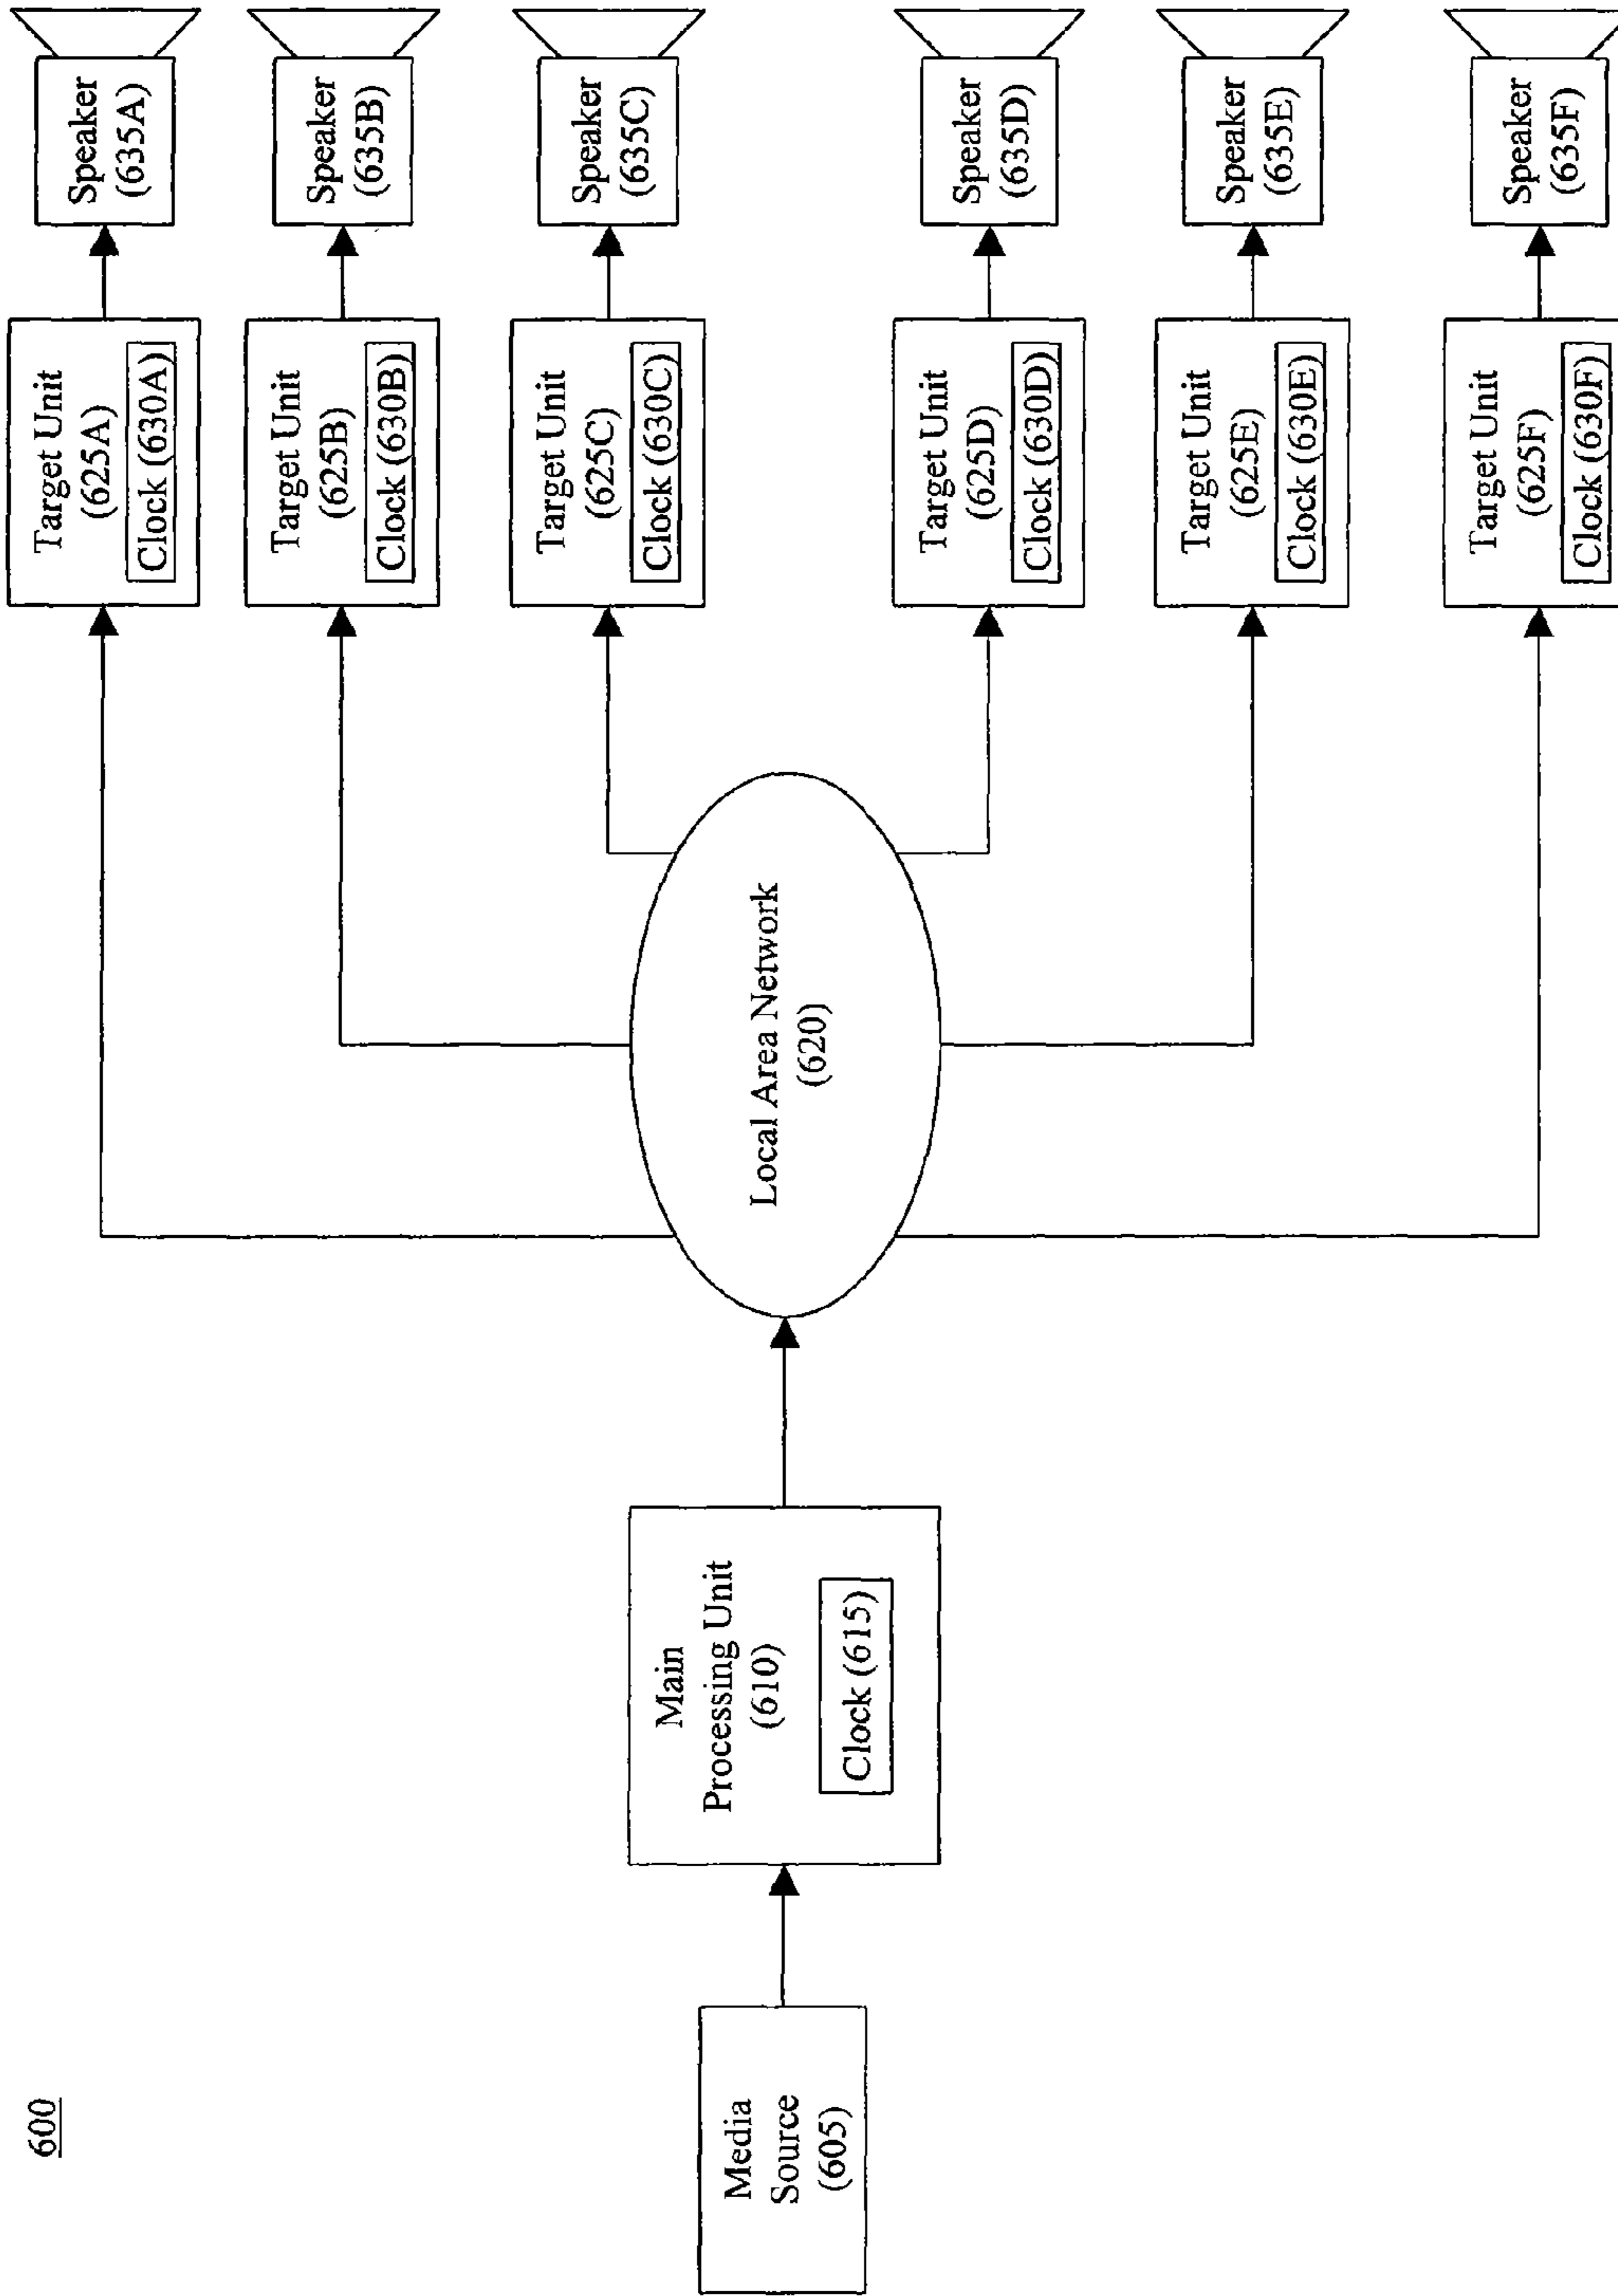 600
Media
Source
(605)
Main
Processing Unit
(610)
Clock (615)
Local Area Network
(620)
Target Unit
(625A)
Clock (630A)
Speaker
(635A)
Target Unit
(625B)
Clock (630B)
Speaker
(635B)
Target Unit
(625C)
Clock (630C)
Speaker
(635C)
Target Unit
(625D)
Clock (630D)
Speaker
(635D)
Target Unit
(625E)
Clock (630E)
Speaker
(635E)
Target Unit
(625F)
Clock (630F)
Speaker
(635F)